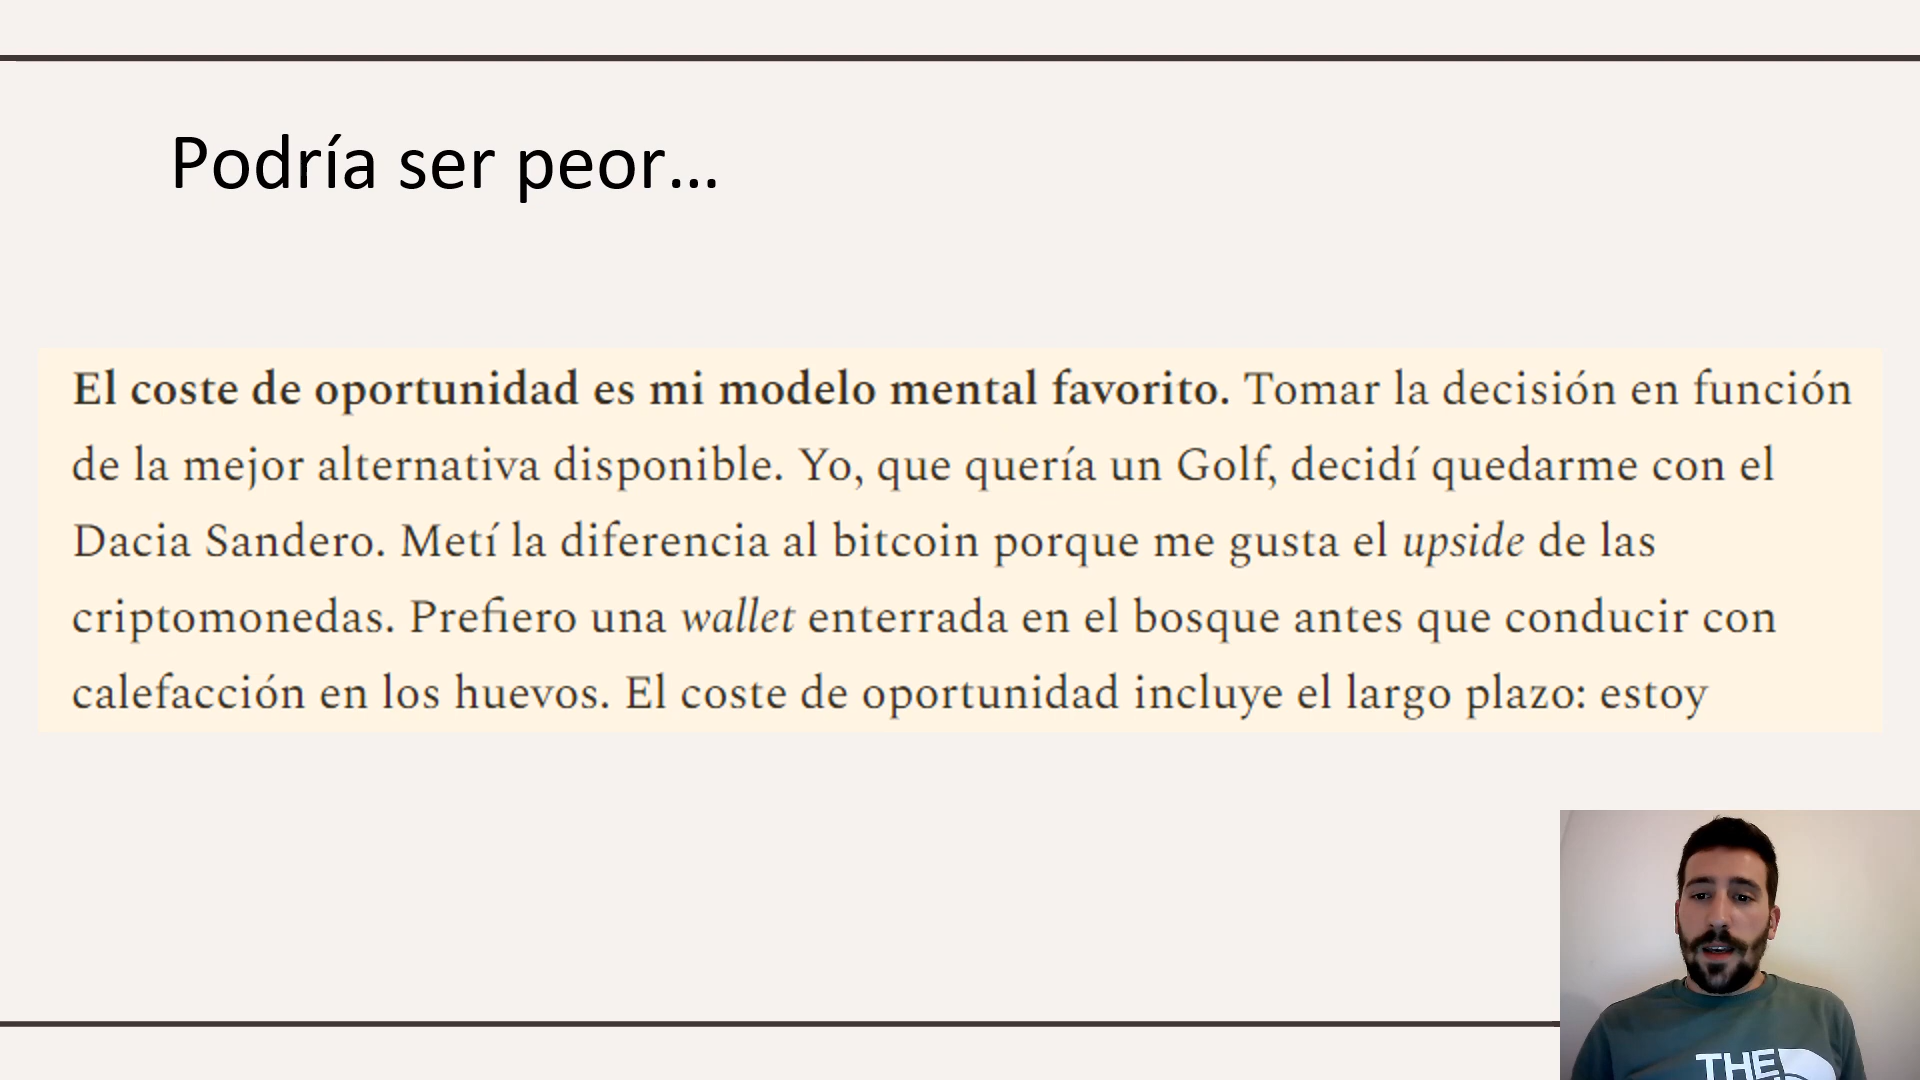 Podría ser peor...
El coste de oportunidad es mi modelo mental favorito. Tomar la decisión en función
de la mejor alternativa disponible. Yo, que quería un Golf, decidí quedarme con el
Dacia Sandero. Metí la diferencia al bitcoin porque me gusta el upside de las
criptomonedas. Prefiero una wallet enterrada en el bosque antes que conducir con
calefacción en los huevos. El coste de oportunidad incluye el largo plazo: estoy
THE